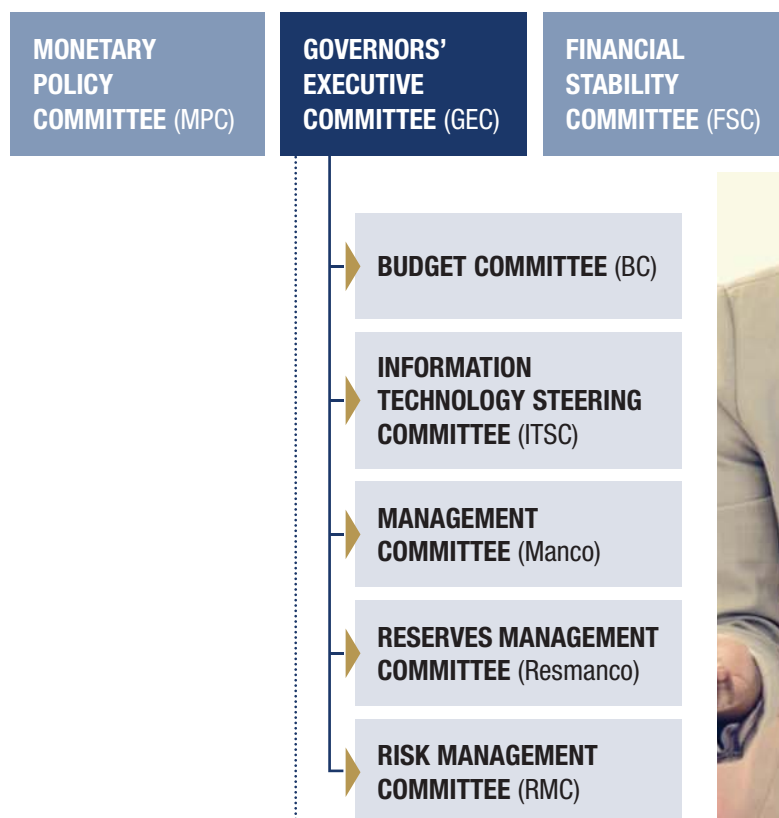 MONETARY
POLICY
COMMITTEE (MPC)
GOVERNORS’
EXECUTIVE
COMMITTEE (GEC)
FINANCIAL
STABILITY
COMMITTEE (FSC)
BUDGET COMMITTEE (BC)
INFORMATION
TECHNOLOGY STEERING
COMMITTEE (ITSC)
MANAGEMENT
COMMITTEE (Manco)
RESERVES MANAGEMENT
COMMITTEE (Resmanco)
RISK MANAGEMENT
COMMITTEE (RMC)